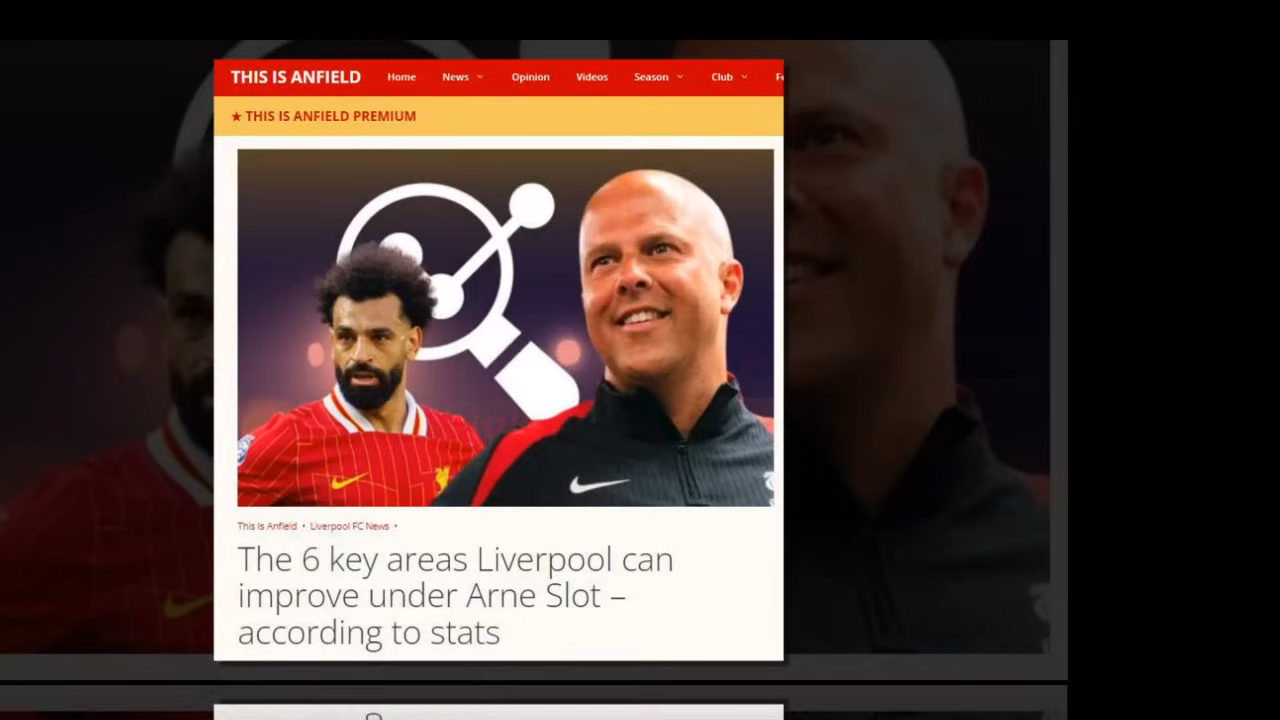 THIS IS ANFIELD Home News Opinion Videos Season Club
★ THIS IS ANFIELD PREMIUM
This Is Anfield • Liverpool FC News •
The 6 key areas Liverpool can
improve under Arne Slot –
according to stats